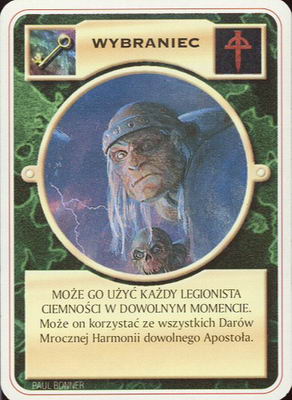 WYBRANIEC
MOŻE GO UŻYĆ KAŻDY LEGIONISTA
CIEMNOŚCI W DOWOLNYM MOMENCIE.
Może on korzystać ze wszystkich Darów
Mrocznej Harmonii dowolnego Apostoła.
PAUL BONNER